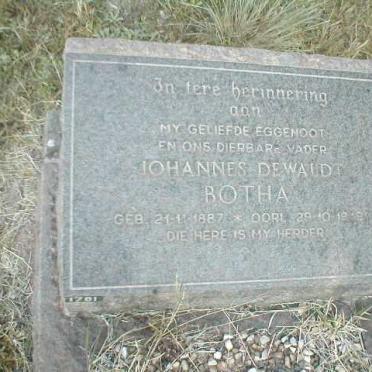 In tere herinnering
aan
MY GELIEFDE EGGENOOT
EN ONS DIERBARE VADER
JOHANNES DEWALDT
BOTHA
GEB. 21-1-1887 * OORL. 29-10-
DIE HERE IS MY HERDER
1761